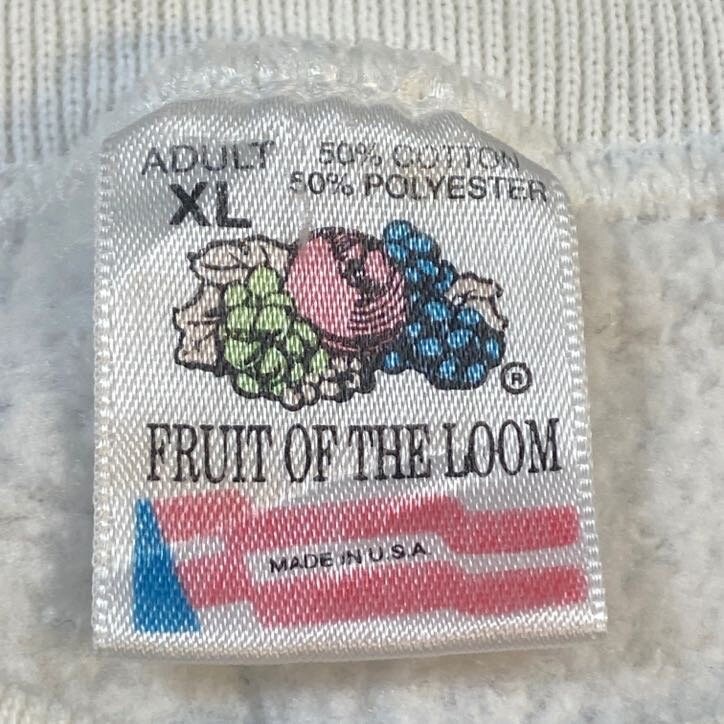 ADULT 50% COTTON
XL 50% POLYESTER
®
FRUIT OF THE LOOM
MADE IN U.S.A.